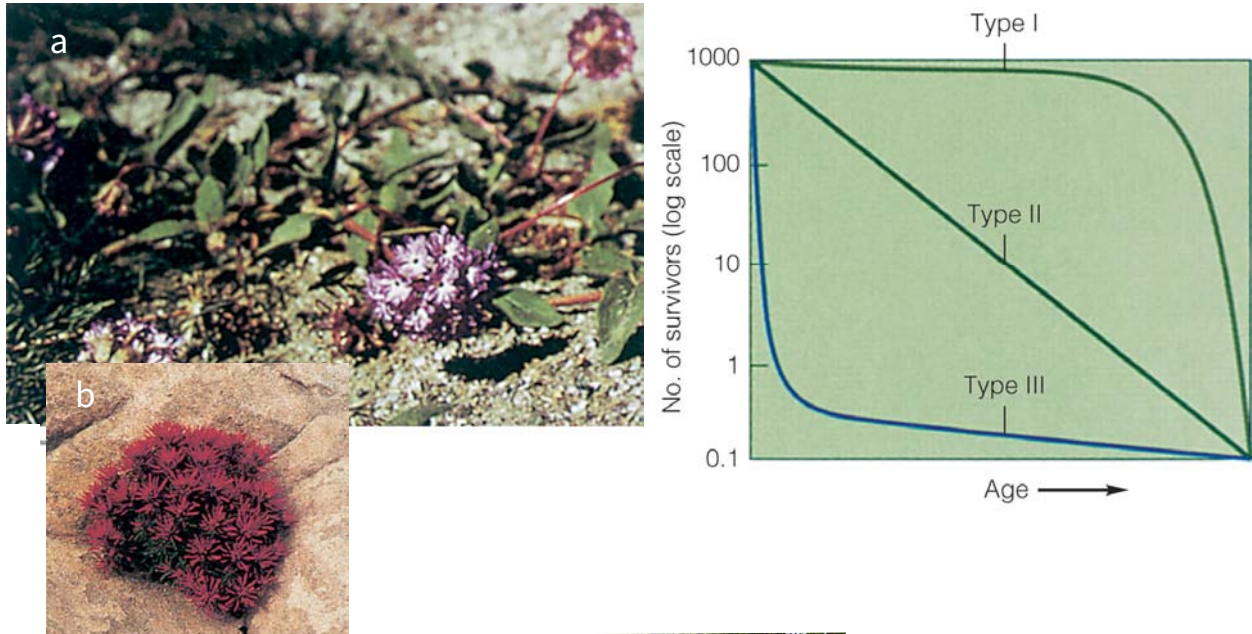 a
b
Type I
1000
100
10
1
0.1
No. of survivors (log scale)
Type II
Type III
Age